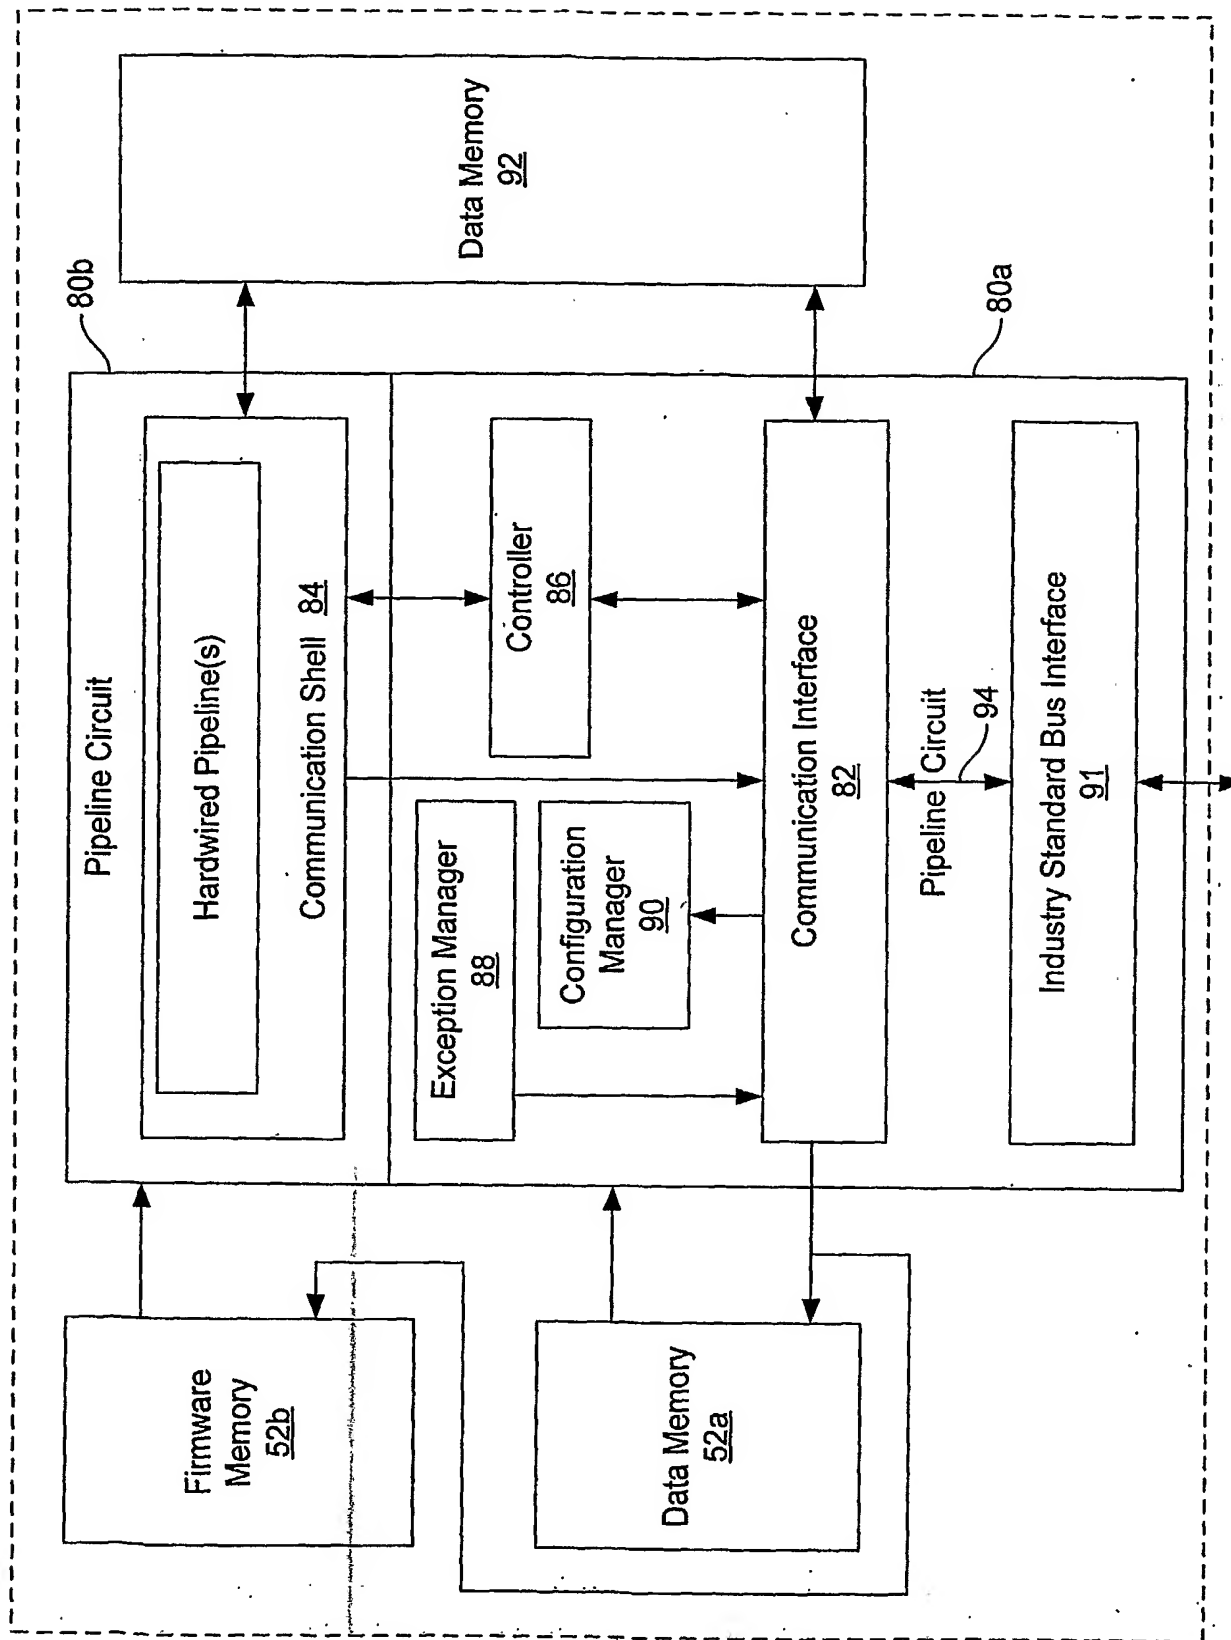 Firmware
Memory
52b
Data Memory
52a
80b
Pipeline Circuit
Hardwired Pipeline(s)
Communication Shell 84
Exception Manager
88
Configuration
Manager
90
Controller
86
Communication Interface
82
Pipeline Circuit
94
Industry Standard Bus Interface
91
80a
Data Memory
92